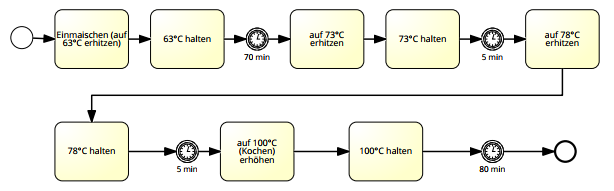 Einmaischen (auf
63°C erhitzen)
63°C halten
70 min
auf 73°C
erhitzen
73°C halten
5 min
auf 78°C
erhitzen
78°C halten
5 min
auf 100°C
(Kochen)
erhöhen
100°C halten
80 min